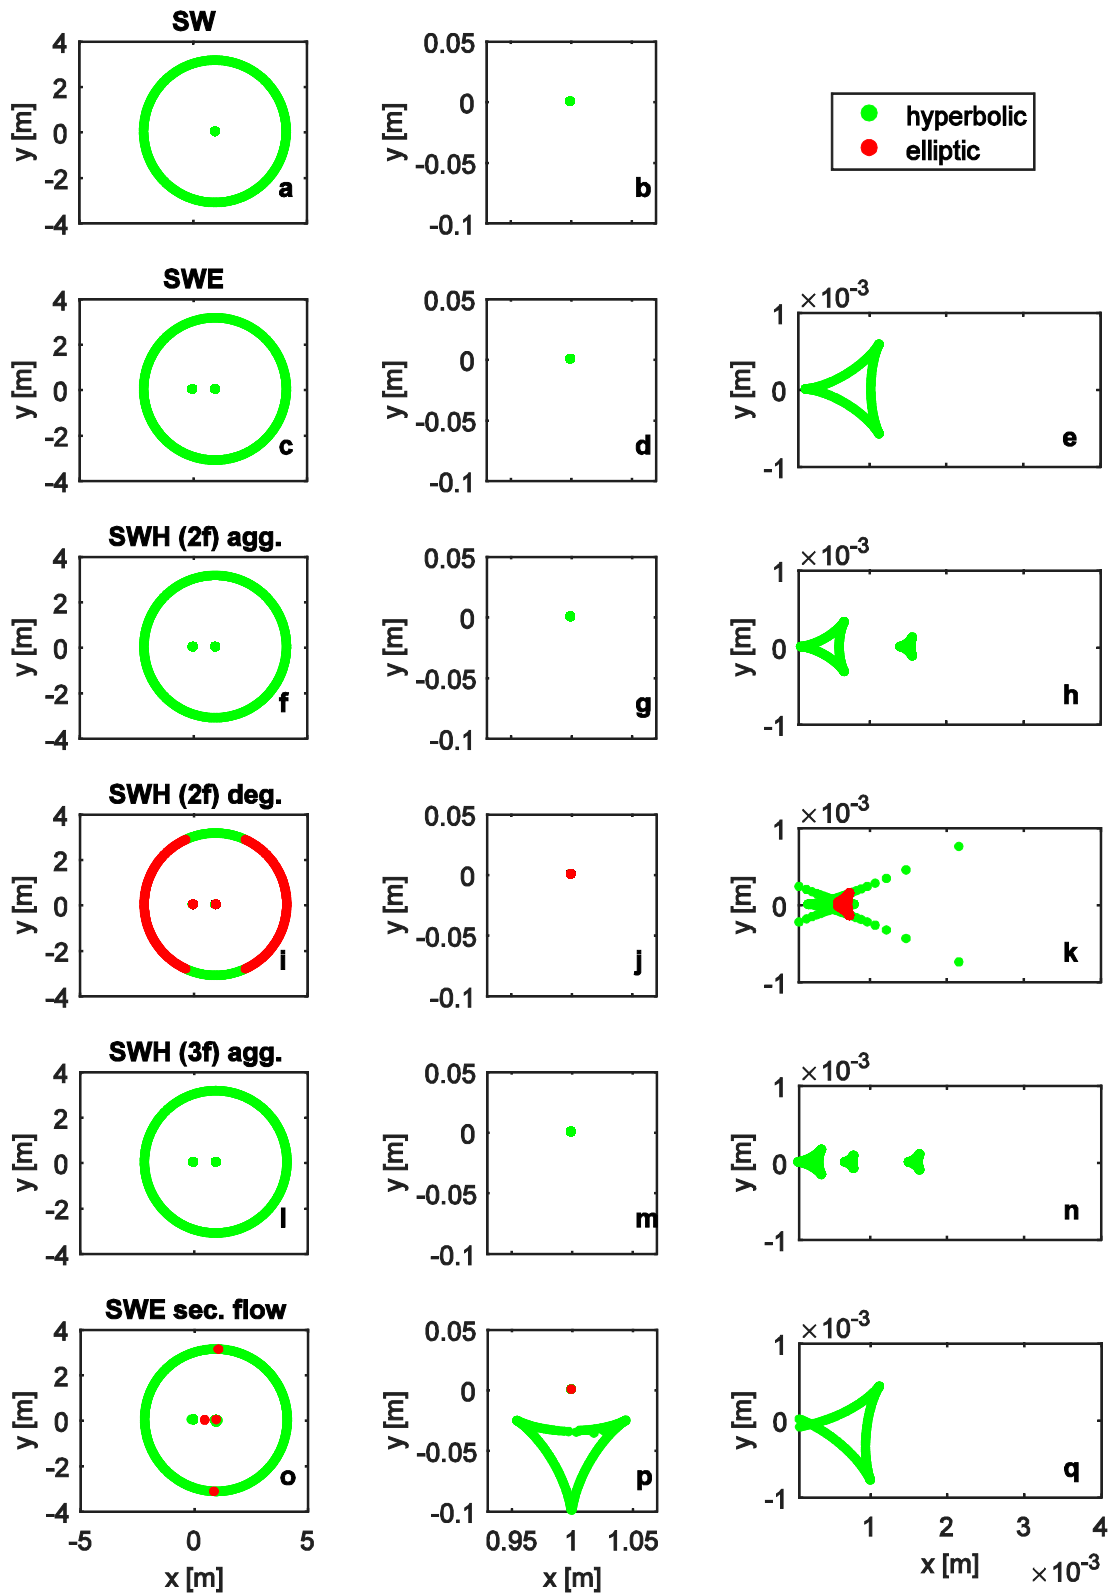 SW
4
2
0
-2
-4
y [m]
a
0.05
0
-0.05
-0.1
y [m]
b
hyperbolic
elliptic
SWE
4
2
0
-2
-4
y [m]
c
0.05
0
-0.05
-0.1
y [m]
d
×10-3
1
0
-1
y [m]
e
SWH (2f) agg.
4
2
0
-2
-4
y [m]
f
0.05
0
-0.05
-0.1
y [m]
g
×10-3
1
0
-1
y [m]
h
SWH (2f) deg.
4
2
0
-2
-4
y [m]
i
0.05
0
-0.05
-0.1
y [m]
j
×10-3
1
0
-1
y [m]
k
SWH (3f) agg.
4
2
0
-2
-4
y [m]
l
0.05
0
-0.05
-0.1
y [m]
m
×10-3
1
0
-1
y [m]
n
SWE sec. flow
4
2
0
-2
-4
y [m]
o
-5 0 5
x [m]
0.05
0
-0.05
-0.1
y [m]
p
0.95 1 1.05
x [m]
×10-3
1
0
-1
y [m]
q
1 2 3 4
x [m] ×10-3